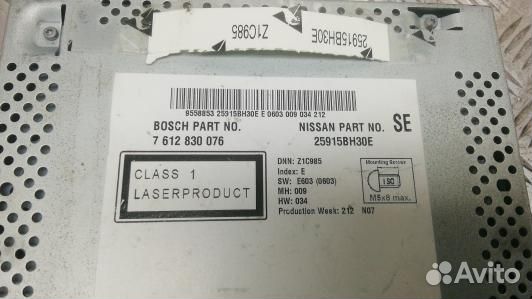 Z1C985
25915BH30E
9558853 25915BH30E E 0603 009 034 212
BOSCH PART NO.
7 612 830 076
NISSAN PART NO.
25915BH30E
SE
CLASS 1
LASERPRODUCT
DNN: Z1C985
Index: E
SW: E603 (0603)
MH: 009
HW: 034
Production Week: 212 N07
Mounting Screws
ISO
M5x8 max.
Avito